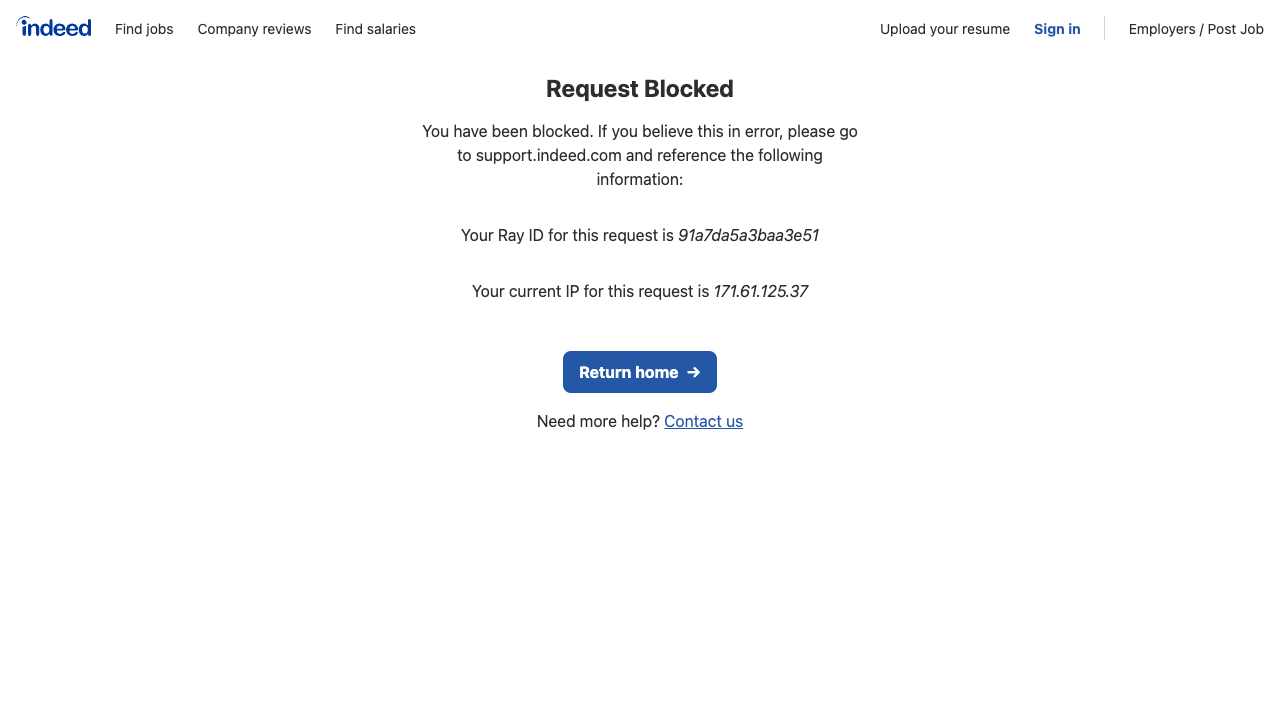 indeed
Find jobs
Company reviews
Find salaries
Upload your resume
Sign in
Employers / Post Job
Request Blocked
You have been blocked. If you believe this in error, please go
to support.indeed.com and reference the following
information:
Your Ray ID for this request is 91a7da5a3baa3e51
Your current IP for this request is 171.61.125.37
Return home
Need more help? Contact us